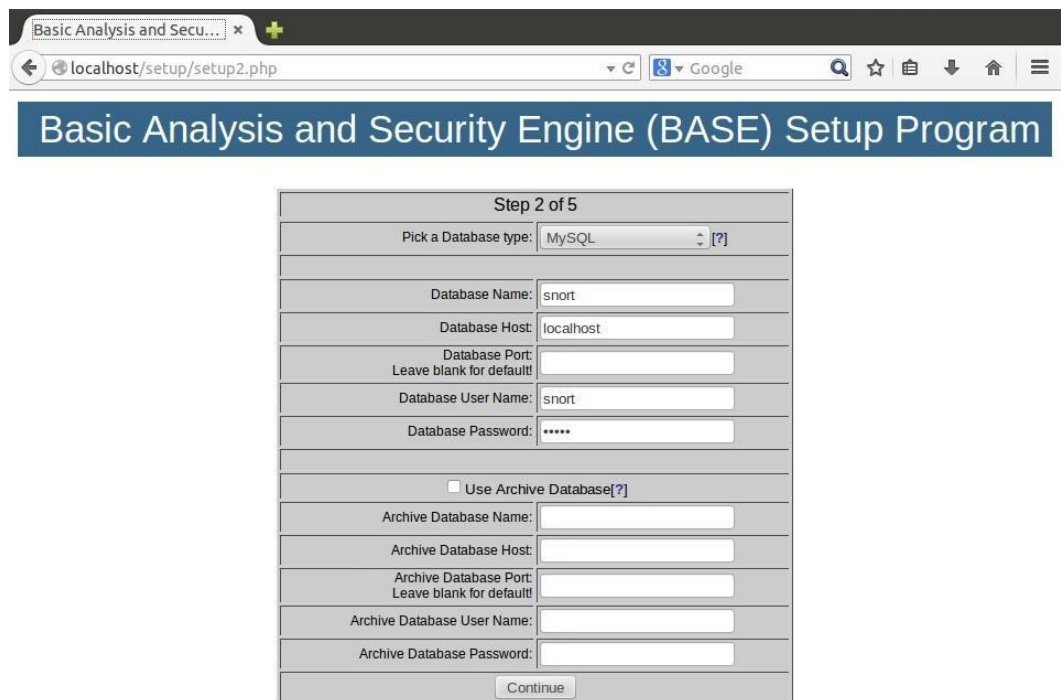 Basic Analysis and Secu...
localhost/setup/setup2.php
Google
Basic Analysis and Security Engine (BASE) Setup Program
Step 2 of 5
Pick a Database type: MySQL [?]
Database Name: snort
Database Host: localhost
Database Port:
Leave blank for default!
Database User Name: snort
Database Password: •••••
Use Archive Database[?]
Archive Database Name:
Archive Database Host:
Archive Database Port:
Leave blank for default!
Archive Database User Name:
Archive Database Password:
Continue